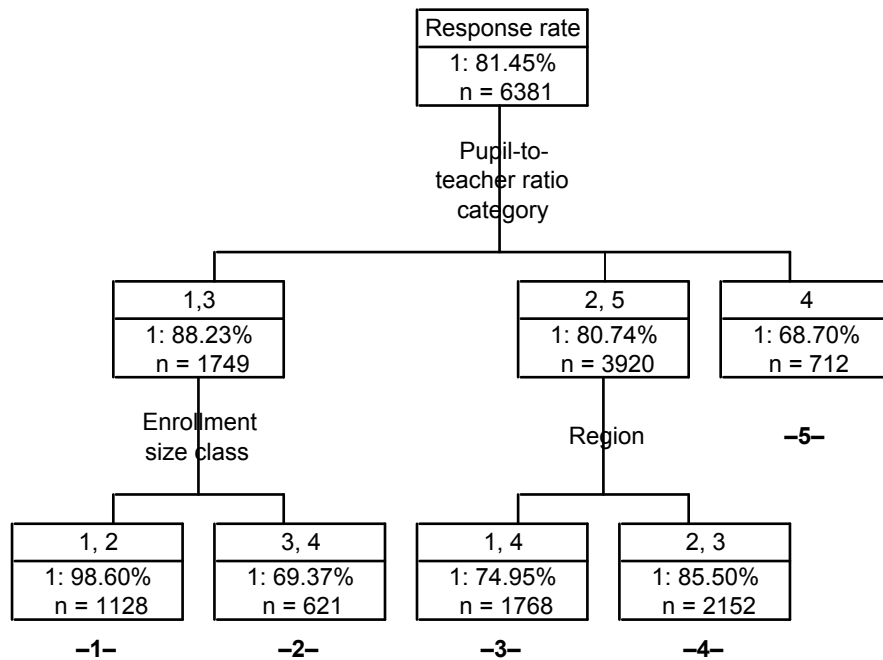 Response rate
1: 81.45%
n = 6381
Pupil-to-
teacher ratio
category
1,3
1: 88.23%
n = 1749
2, 5
1: 80.74%
n = 3920
4
1: 68.70%
n = 712
Enrollment
size class
Region
–5–
1, 2
1: 98.60%
n = 1128
3, 4
1: 69.37%
n = 621
1, 4
1: 74.95%
n = 1768
2, 3
1: 85.50%
n = 2152
–1–
–2–
–3–
–4–